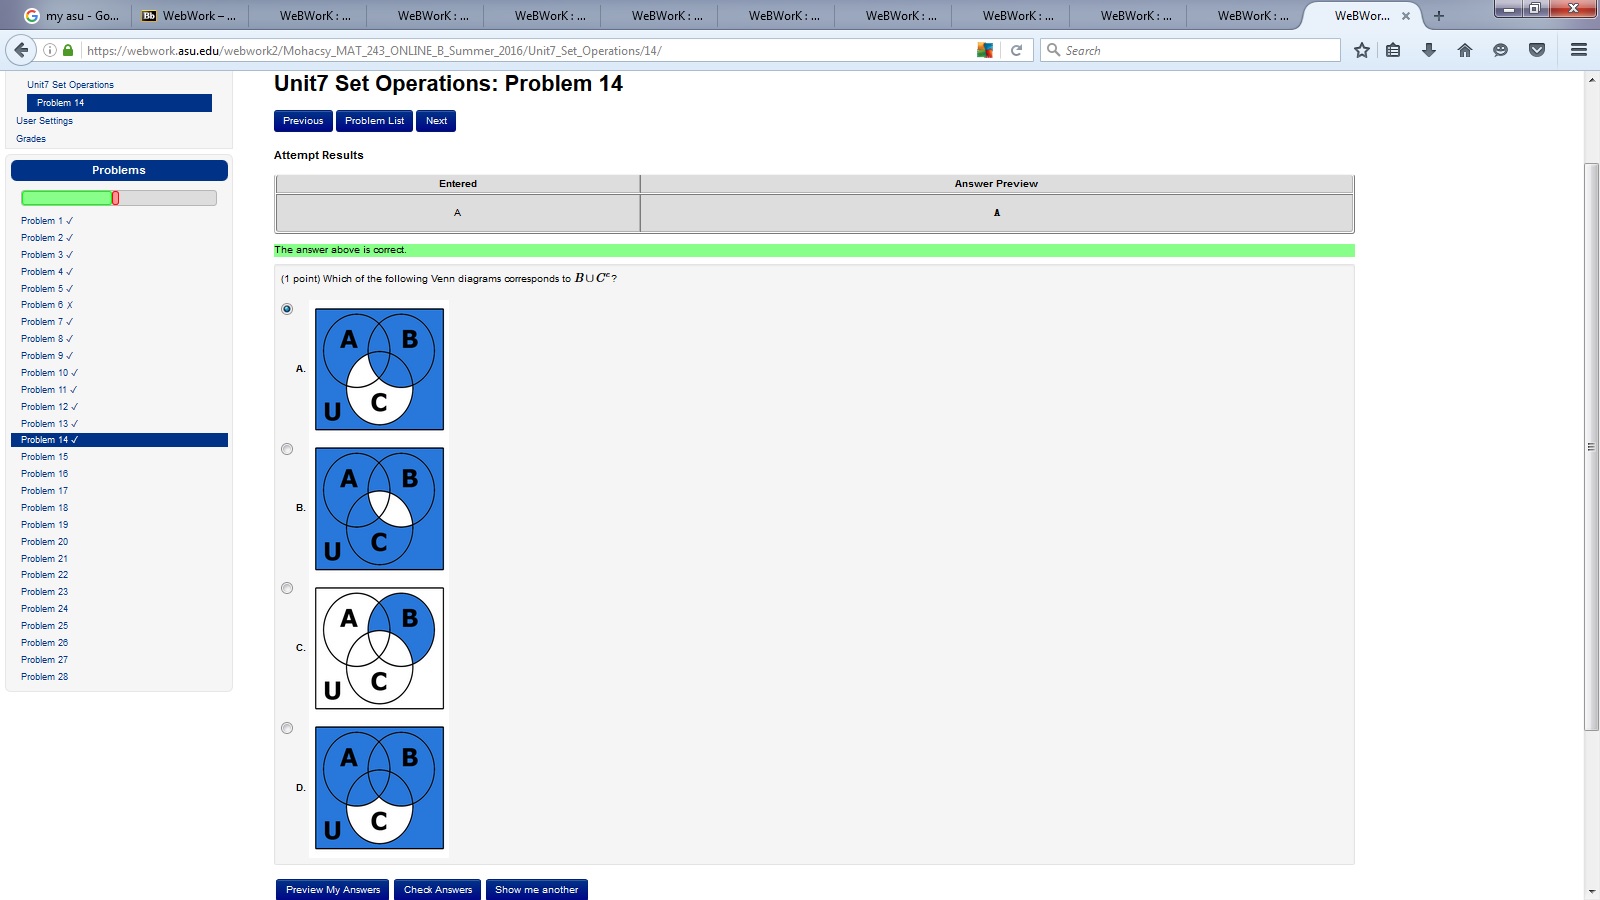 my asu - Go...
Bb WebWork – ...
WeBWorK : ...
WeBWorK : ...
WeBWorK : ...
WeBWorK : ...
WeBWorK : ...
WeBWorK : ...
WeBWorK : ...
WeBWorK : ...
WeBWorK : ...
WeBWor...
https://webwork.asu.edu/webwork2/Mohacsy_MAT_243_ONLINE_B_Summer_2016/Unit7_Set_Operations/14/
Search
Unit7 Set Operations
Problem 14
User Settings
Grades
Problems
Problem 1 ✓
Problem 2 ✓
Problem 3 ✓
Problem 4 ✓
Problem 5 ✓
Problem 6 ✗
Problem 7 ✓
Problem 8 ✓
Problem 9 ✓
Problem 10 ✓
Problem 11 ✓
Problem 12 ✓
Problem 13 ✓
Problem 14 ✓
Problem 15
Problem 16
Problem 17
Problem 18
Problem 19
Problem 20
Problem 21
Problem 22
Problem 23
Problem 24
Problem 25
Problem 26
Problem 27
Problem 28
Unit7 Set Operations: Problem 14
Previous Problem List Next
Attempt Results
Entered Answer Preview
A A
The answer above is correct.
(1 point) Which of the following Venn diagrams corresponds to B ∪ Cᶜ?
A.
A B
C
U
B.
A B
C
U
C.
A B
C
U
D.
A B
C
U
Preview My Answers Check Answers Show me another